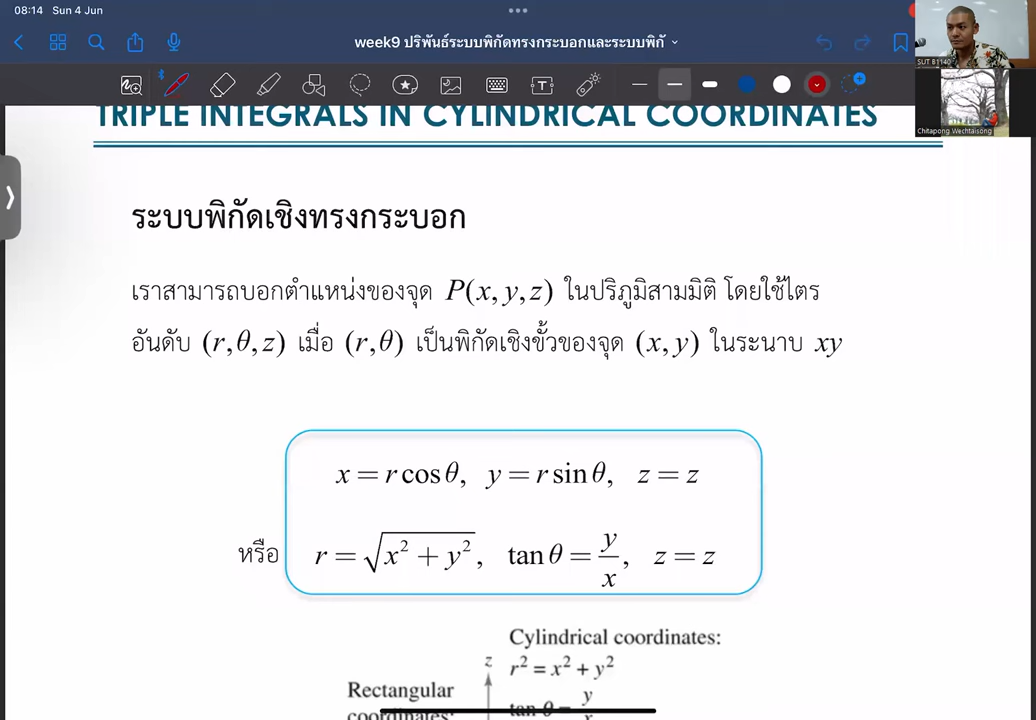 08:14 Sun 4 Jun
week9 ปริพันธ์ระบบพิกัดทรงกระบอกและระบบพิกั
SUT B1140
Chitapong Wechtaisong
TRIPLE INTEGRALS IN CYLINDRICAL COORDINATES
ระบบพิกัดเชิงทรงกระบอก
เราสามารถบอกตำแหน่งของจุด P(x, y, z) ในปริภูมิสามมิติ โดยใช้ไตร
อันดับ (r, θ, z) เมื่อ (r, θ) เป็นพิกัดเชิงขั้วของจุด (x, y) ในระนาบ xy
x = r cos θ, y = r sin θ, z = z
หรือ r = √(x² + y²), tan θ = y/x, z = z
Cylindrical coordinates:
z r² = x² + y²
Rectangular
coordinates:
tan θ = y/x